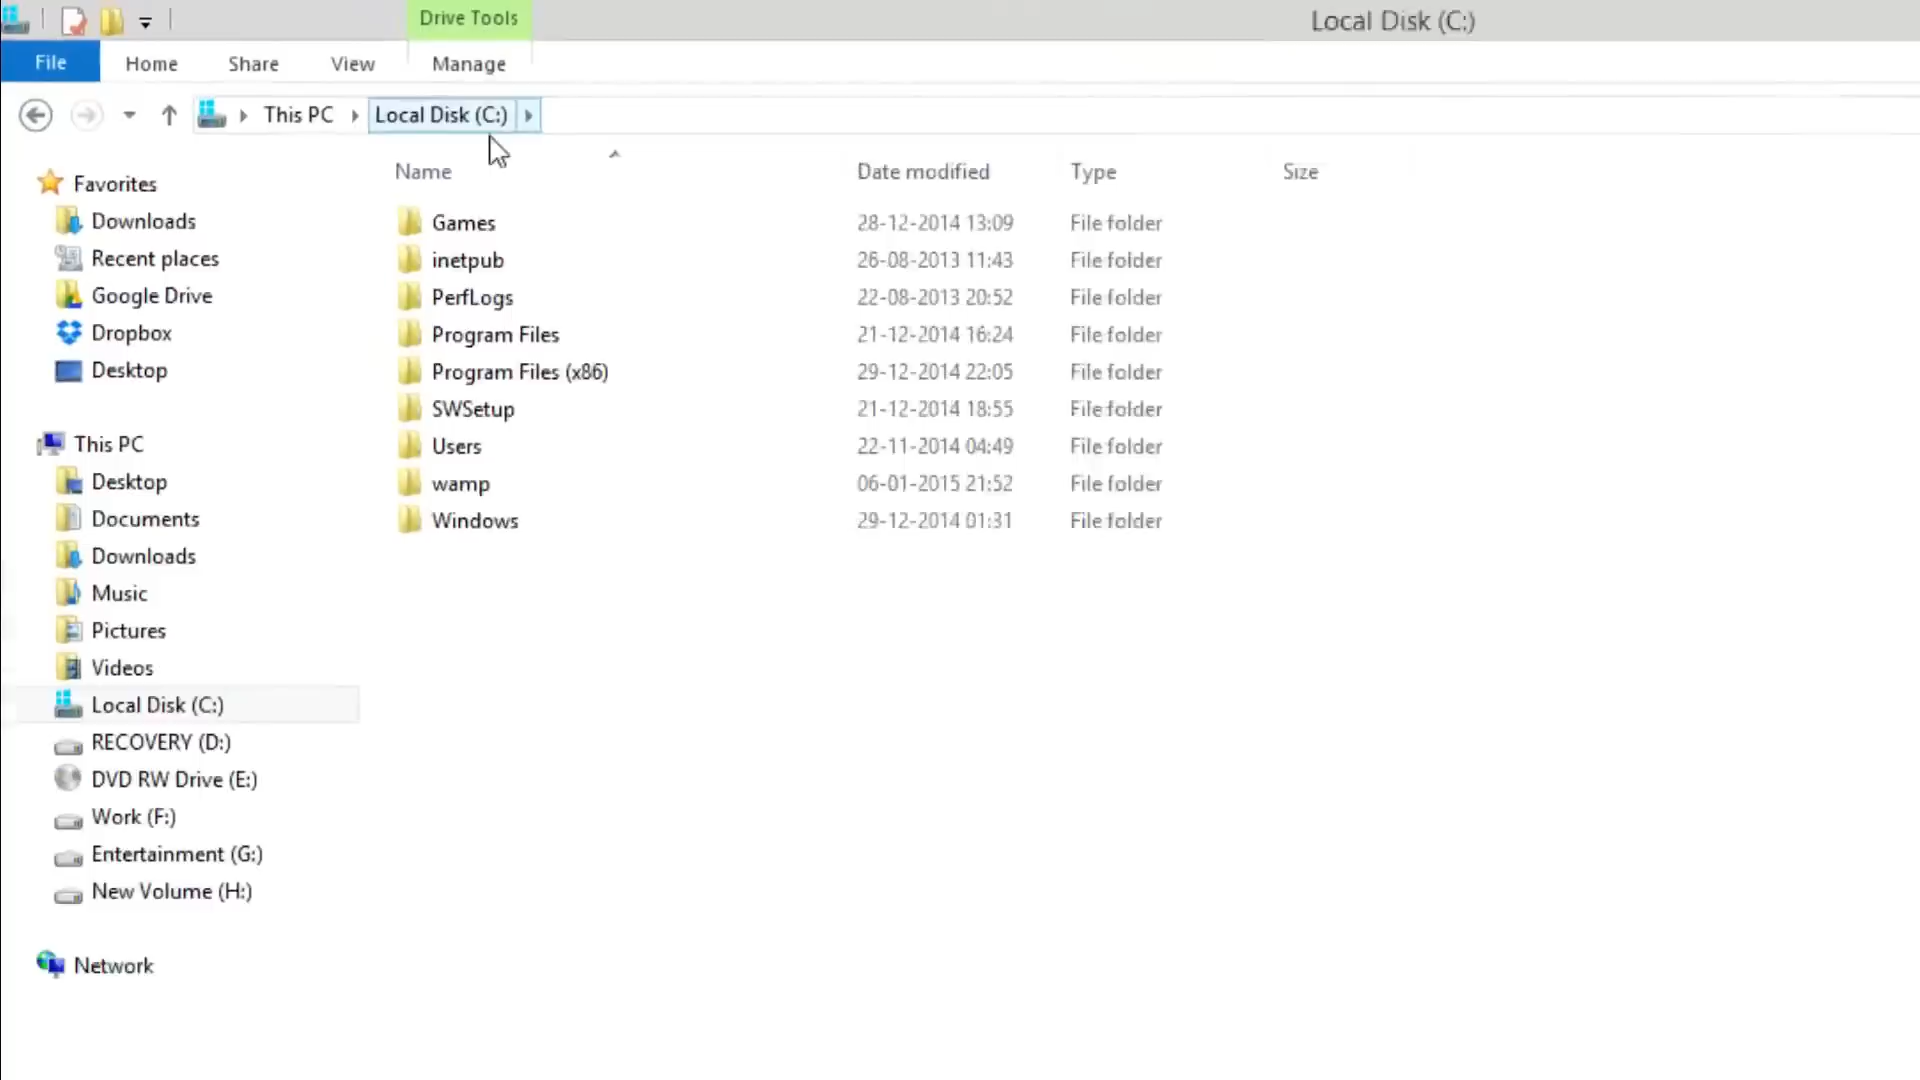 Drive Tools
Local Disk (C:)
File
Home
Share
View
Manage
This PC
Local Disk (C:)
Name
Date modified
Type
Size
Favorites
Downloads
Recent places
Google Drive
Dropbox
Desktop
This PC
Desktop
Documents
Downloads
Music
Pictures
Videos
Local Disk (C:)
RECOVERY (D:)
DVD RW Drive (E:)
Work (F:)
Entertainment (G:)
New Volume (H:)
Network
Games 28-12-2014 13:09 File folder
inetpub 26-08-2013 11:43 File folder
PerfLogs 22-08-2013 20:52 File folder
Program Files 21-12-2014 16:24 File folder
Program Files (x86) 29-12-2014 22:05 File folder
SWSetup 21-12-2014 18:55 File folder
Users 22-11-2014 04:49 File folder
wamp 06-01-2015 21:52 File folder
Windows 29-12-2014 01:31 File folder